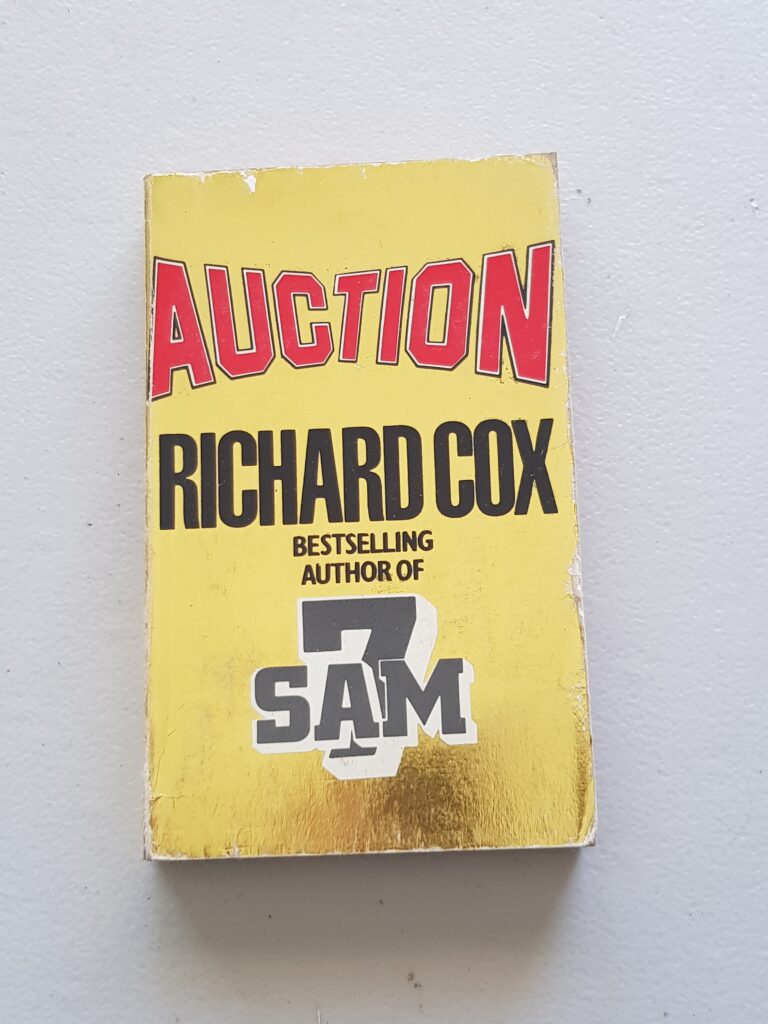 AUCTION
RICHARD COX
BESTSELLING
AUTHOR OF
SAM 7